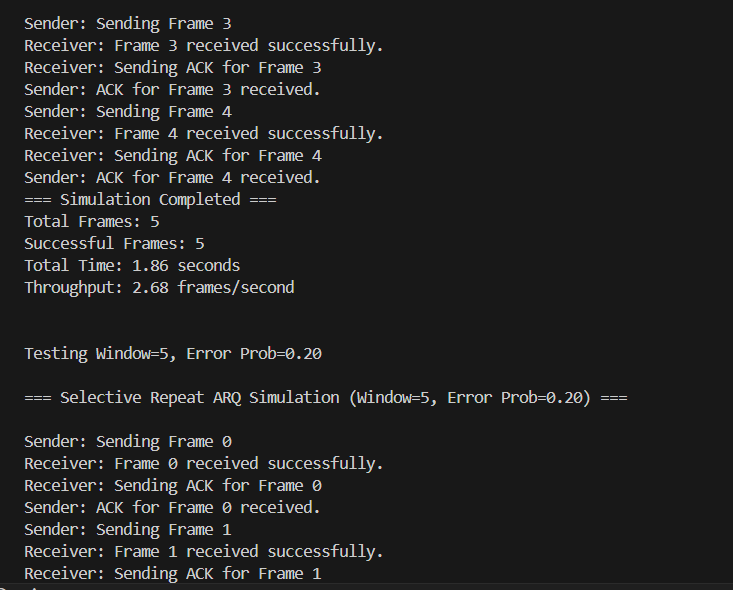 Sender: Sending Frame 3
Receiver: Frame 3 received successfully.
Receiver: Sending ACK for Frame 3
Sender: ACK for Frame 3 received.
Sender: Sending Frame 4
Receiver: Frame 4 received successfully.
Receiver: Sending ACK for Frame 4
Sender: ACK for Frame 4 received.
=== Simulation Completed ===
Total Frames: 5
Successful Frames: 5
Total Time: 1.86 seconds
Throughput: 2.68 frames/second
Testing Window=5, Error Prob=0.20
=== Selective Repeat ARQ Simulation (Window=5, Error Prob=0.20) ===
Sender: Sending Frame 0
Receiver: Frame 0 received successfully.
Receiver: Sending ACK for Frame 0
Sender: ACK for Frame 0 received.
Sender: Sending Frame 1
Receiver: Frame 1 received successfully.
Receiver: Sending ACK for Frame 1